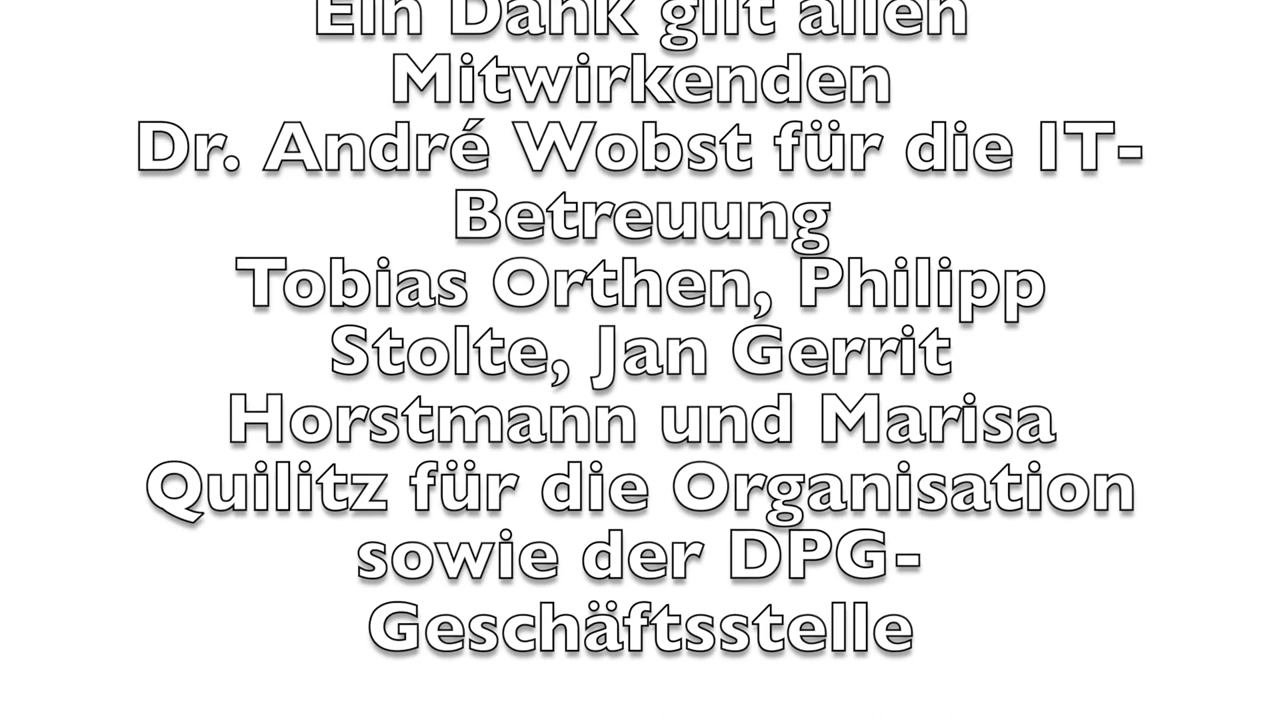 Ein Dank gilt allen
Mitwirkenden
Dr. André Wobst für die IT-
Betreuung
Tobias Orthen, Philipp
Stolte, Jan Gerrit
Horstmann und Marisa
Quilitz für die Organisation
sowie der DPG-
Geschäftsstelle